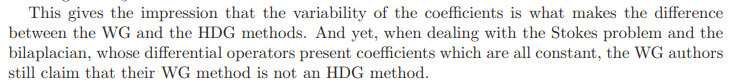 This gives the impression that the variability of the coefficients is what makes the difference
between the WG and the HDG methods. And yet, when dealing with the Stokes problem and the
bilaplacian, whose differential operators present coefficients which are all constant, the WG authors
still claim that their WG method is not an HDG method.